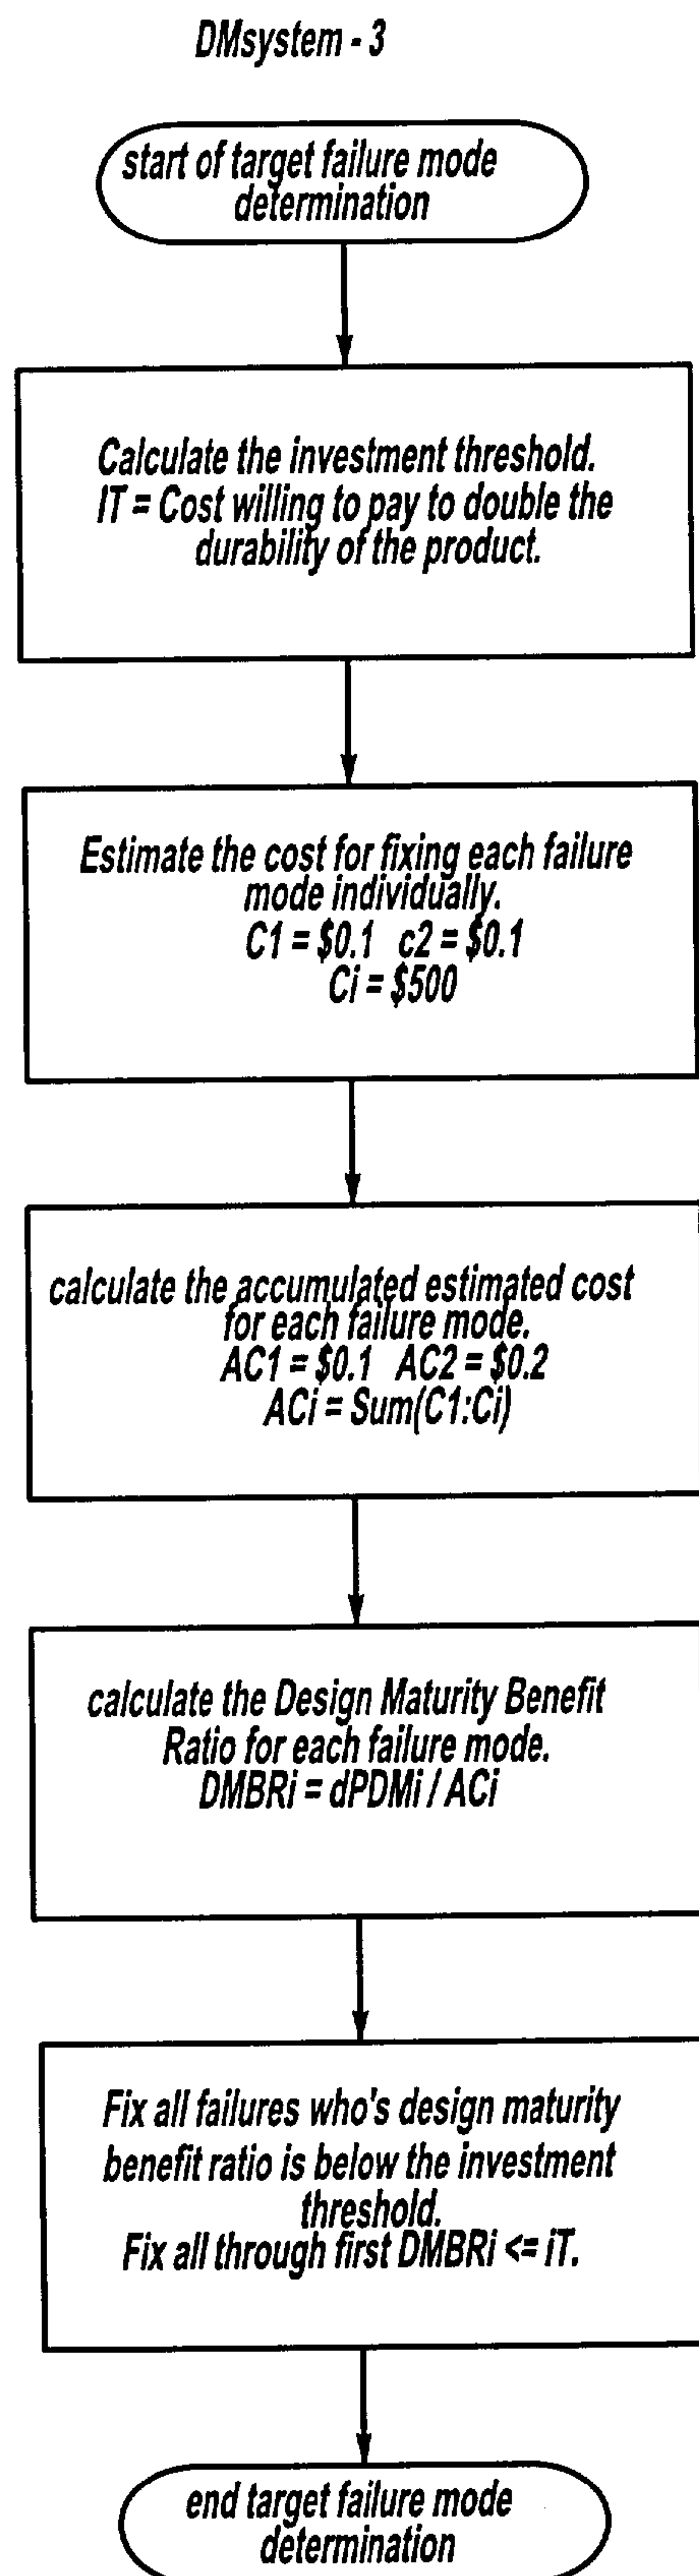 DMsystem - 3
start of target failure mode
determination
Calculate the investment threshold.
IT = Cost willing to pay to double the
durability of the product.
Estimate the cost for fixing each failure
mode individually.
C1 = $0.1 c2 = $0.1
Ci = $500
calculate the accumulated estimated cost
for each failure mode.
AC1 = $0.1 AC2 = $0.2
ACi = Sum(C1:Ci)
calculate the Design Maturity Benefit
Ratio for each failure mode.
DMBRi = dPDMi / ACi
Fix all failures who's design maturity
benefit ratio is below the investment
threshold.
Fix all through first DMBRi <= iT.
end target failure mode
determination